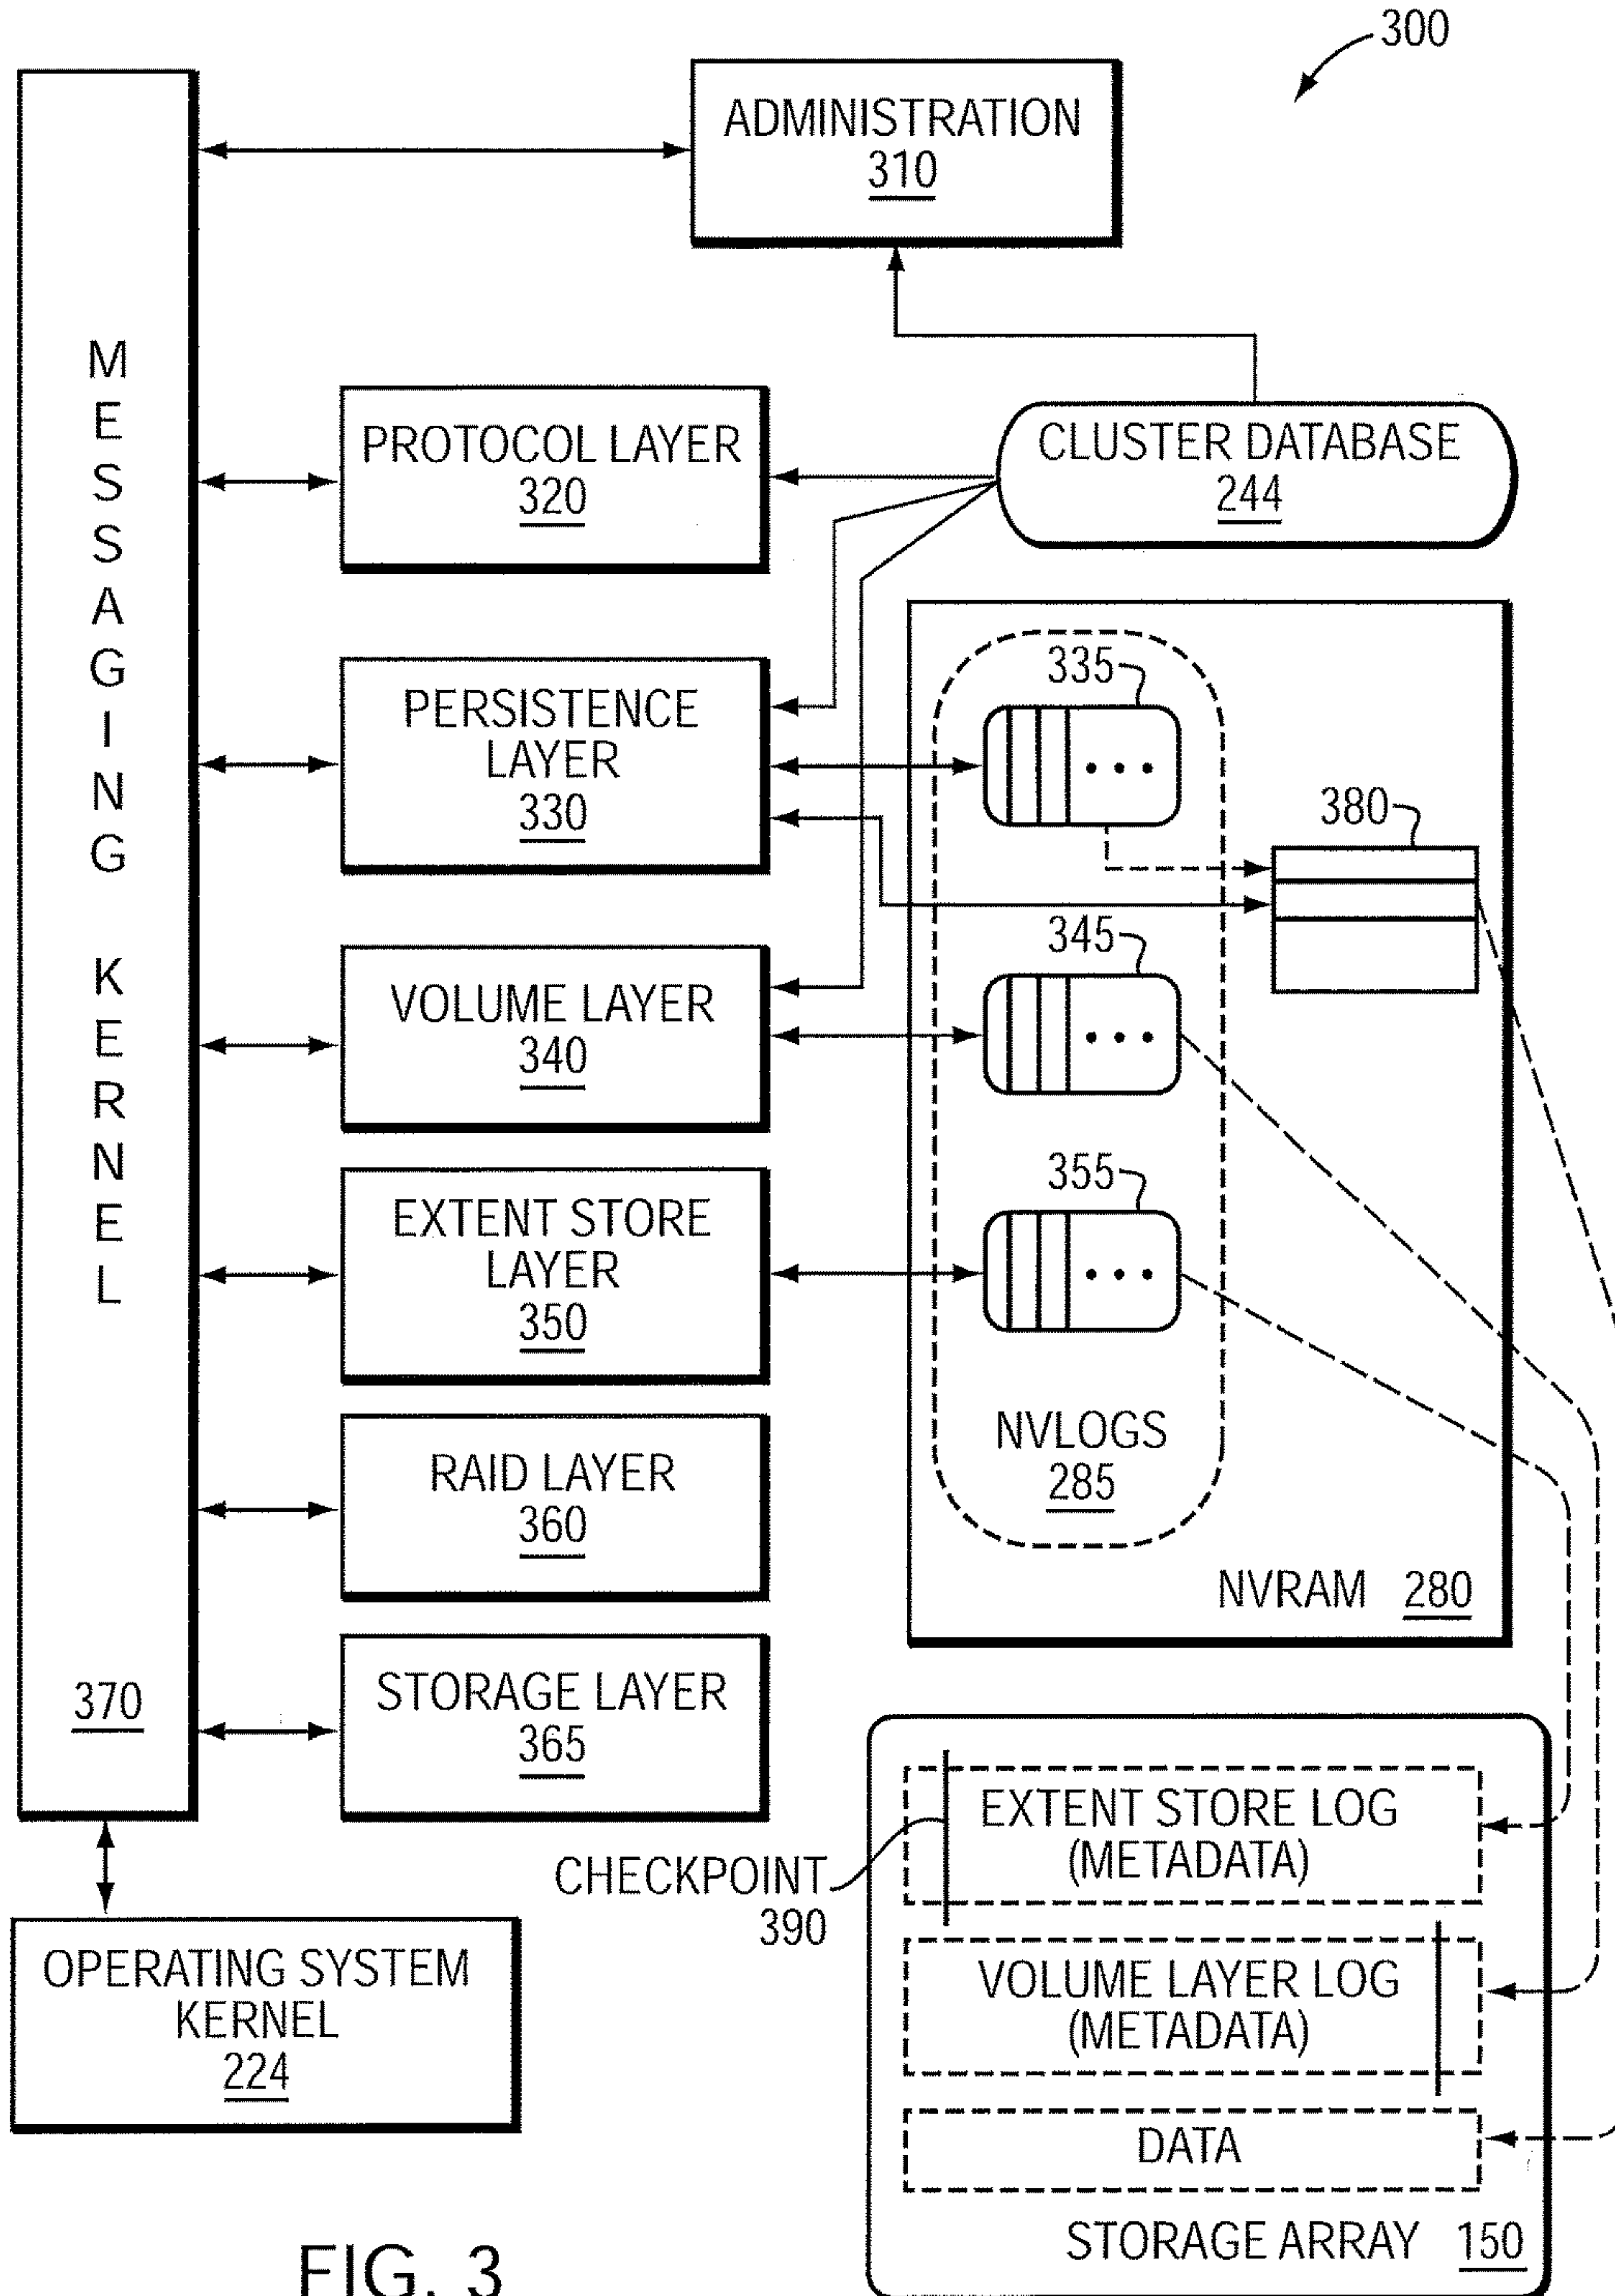 300
ADMINISTRATION
310
MESSAGING KERNEL
370
PROTOCOL LAYER
320
CLUSTER DATABASE
244
PERSISTENCE
LAYER
330
335
380
345
VOLUME LAYER
340
355
EXTENT STORE
LAYER
350
NVLOGS
285
RAID LAYER
360
NVRAM 280
STORAGE LAYER
365
EXTENT STORE LOG
(METADATA)
CHECKPOINT
390
OPERATING SYSTEM
KERNEL
224
VOLUME LAYER LOG
(METADATA)
DATA
STORAGE ARRAY 150
FIG. 3